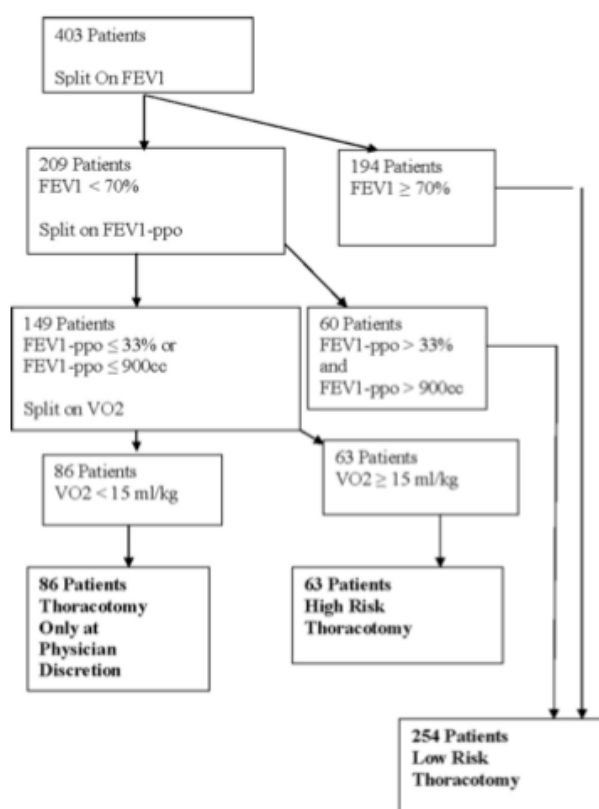 403 Patients
Split On FEV1
209 Patients
FEV1 < 70%
Split on FEV1-ppo
194 Patients
FEV1 ≥ 70%
149 Patients
FEV1-ppo ≤ 33% or
FEV1-ppo ≤ 900cc
Split on VO2
60 Patients
FEV1-ppo > 33%
and
FEV1-ppo > 900cc
86 Patients
VO2 < 15 ml/kg
63 Patients
VO2 ≥ 15 ml/kg
86 Patients
Thoracotomy
Only at
Physician
Discretion
63 Patients
High Risk
Thoracotomy
254 Patients
Low Risk
Thoracotomy